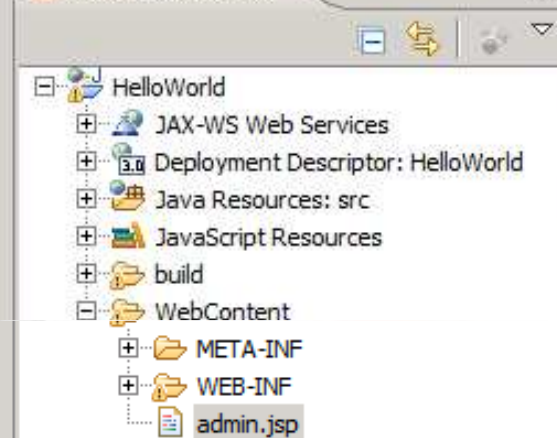 HelloWorld
JAX-WS Web Services
3.0 Deployment Descriptor: HelloWorld
Java Resources: src
JavaScript Resources
build
WebContent
META-INF
WEB-INF
admin.jsp